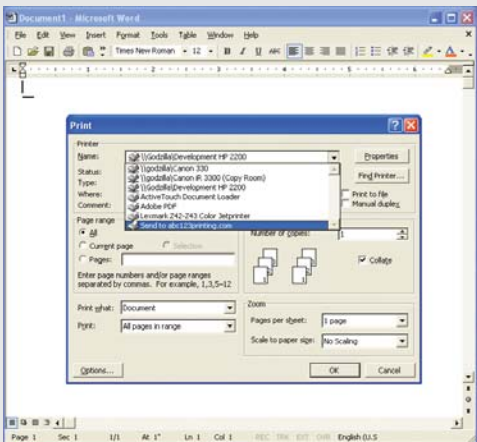 Document1 - Microsoft Word
File Edit View Insert Format Tools Table Window Help
Times New Roman 12 B I U ABC
Print
Printer
Name: \\Godzilla\Development HP 2200 Properties
Status: \\godzilla\Canon 330 Find Printer...
Type: \\godzilla\Canon iR 3300 (Copy Room)
\\Godzilla\Development HP 2200
Where: ActiveTouch Document Loader Print to file
Comment: Adobe PDF Manual duplex
Lexmark Z42-Z43 Color Jetprinter
Send to abc123printing.com
Page range
All Number of copies: 1
Current page Selection
Pages: Collate
Enter page numbers and/or page ranges
separated by commas. For example, 1,3,5-12
Print what: Document Zoom
Pages per sheet: 1 page
Print: All pages in range
Scale to paper size: No Scaling
Options... OK Cancel
Page 1 Sec 1 1/1 At 1" Ln 1 Col 1 REC TRK EXT OVR English (U.S